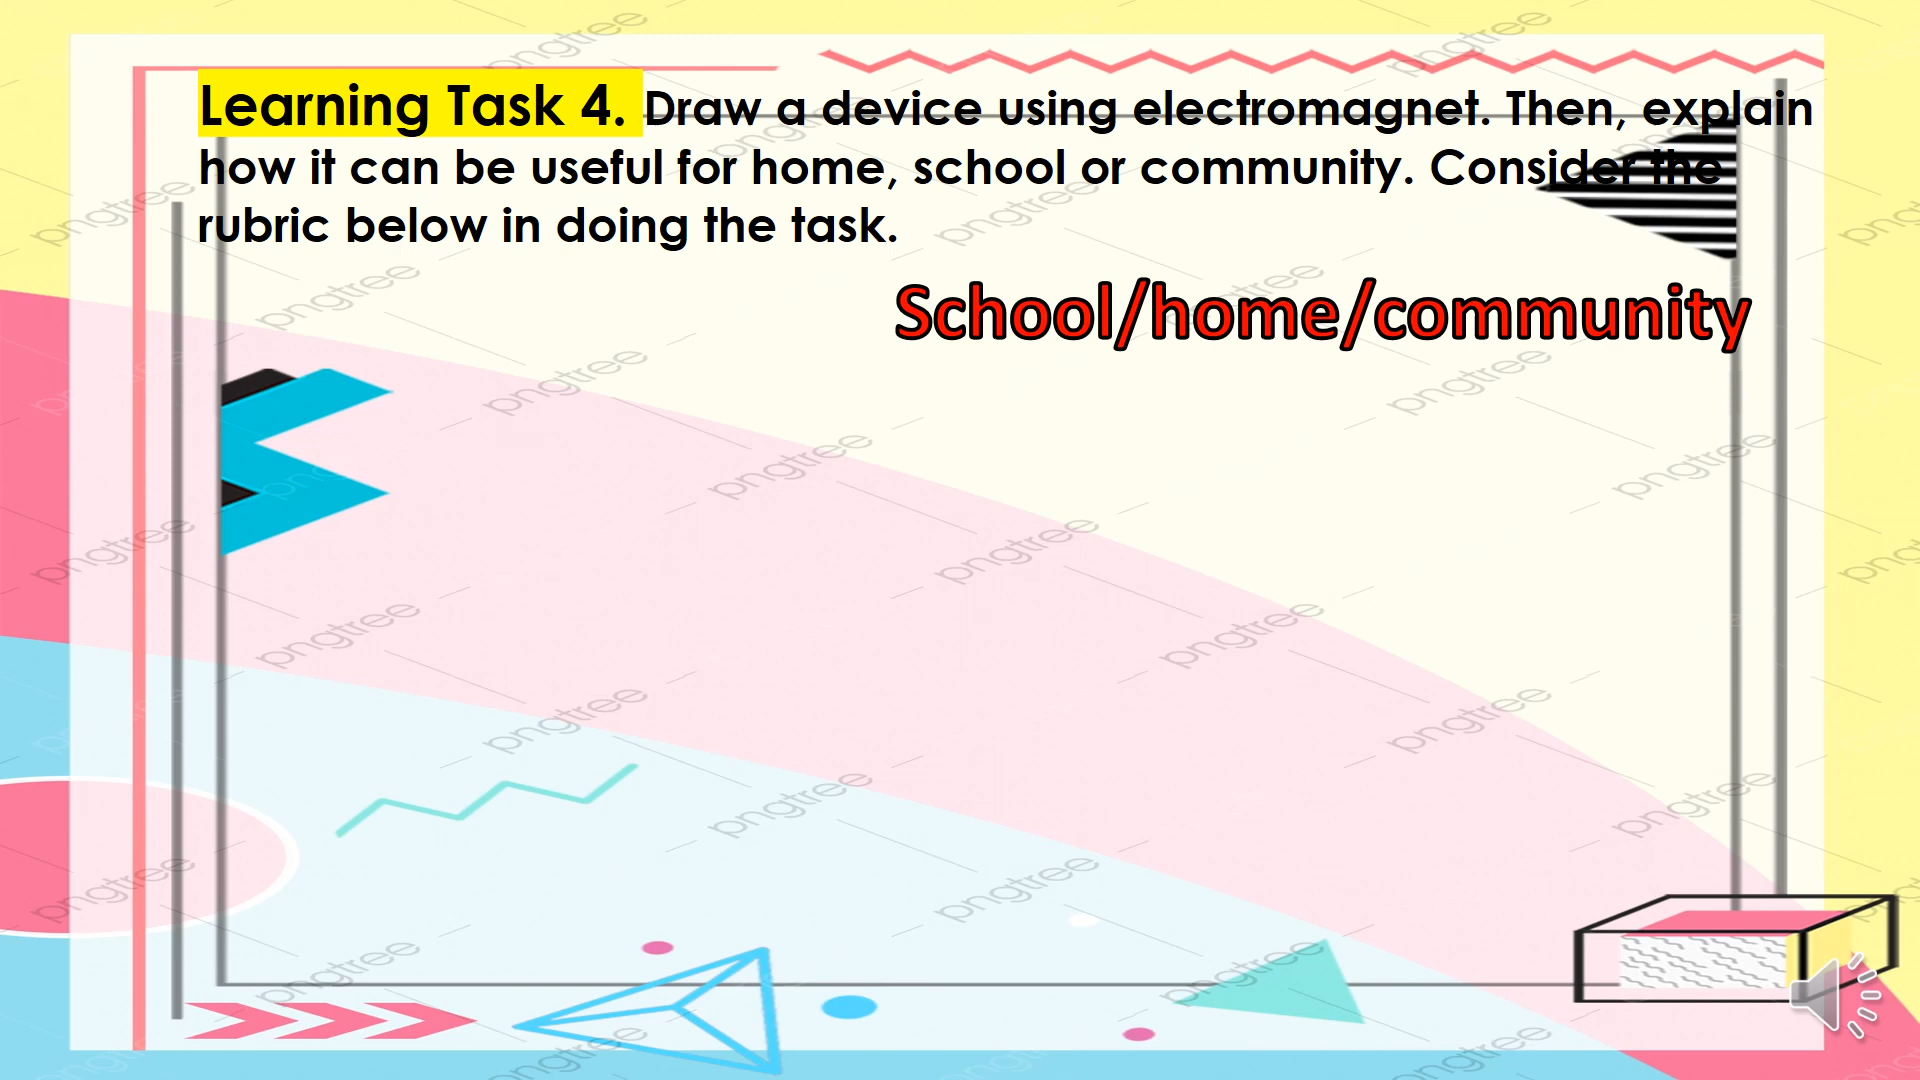 Learning Task 4. Draw a device using electromagnet. Then, explain
how it can be useful for home, school or community. Consider the
rubric below in doing the task.
School/home/community
pngtree